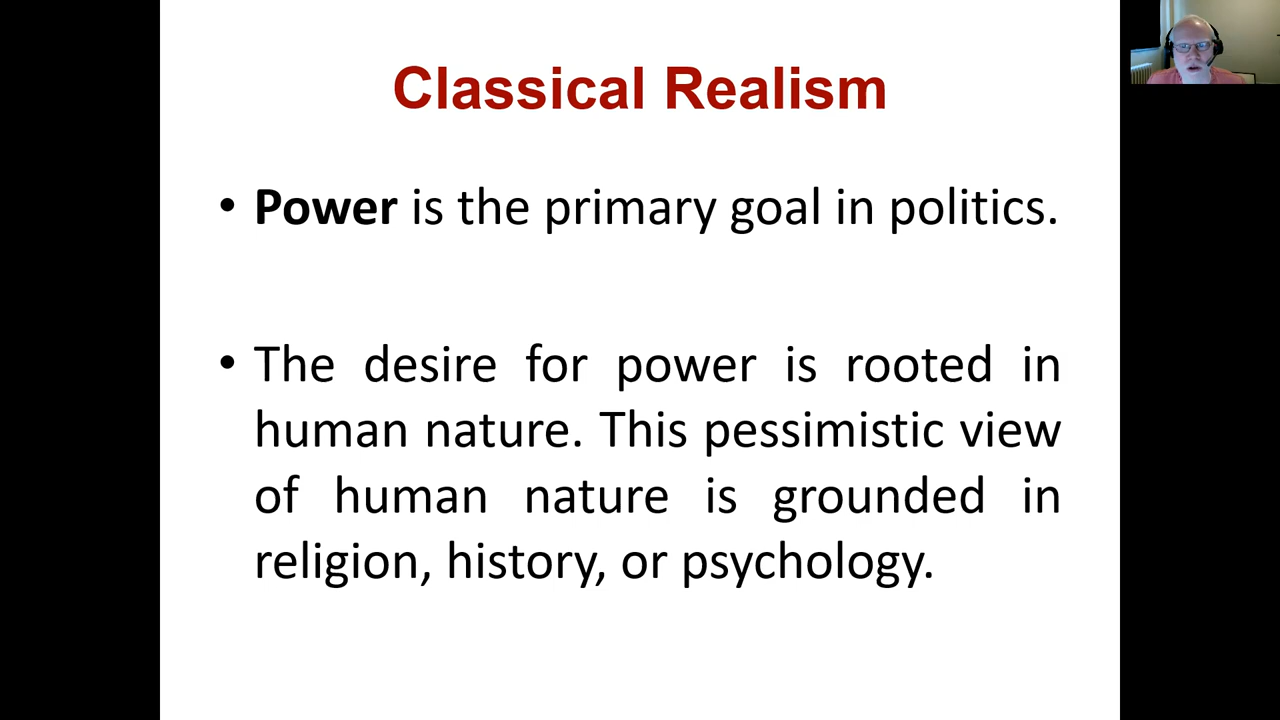 Classical Realism
• Power is the primary goal in politics.
• The desire for power is rooted in
human nature. This pessimistic view
of human nature is grounded in
religion, history, or psychology.